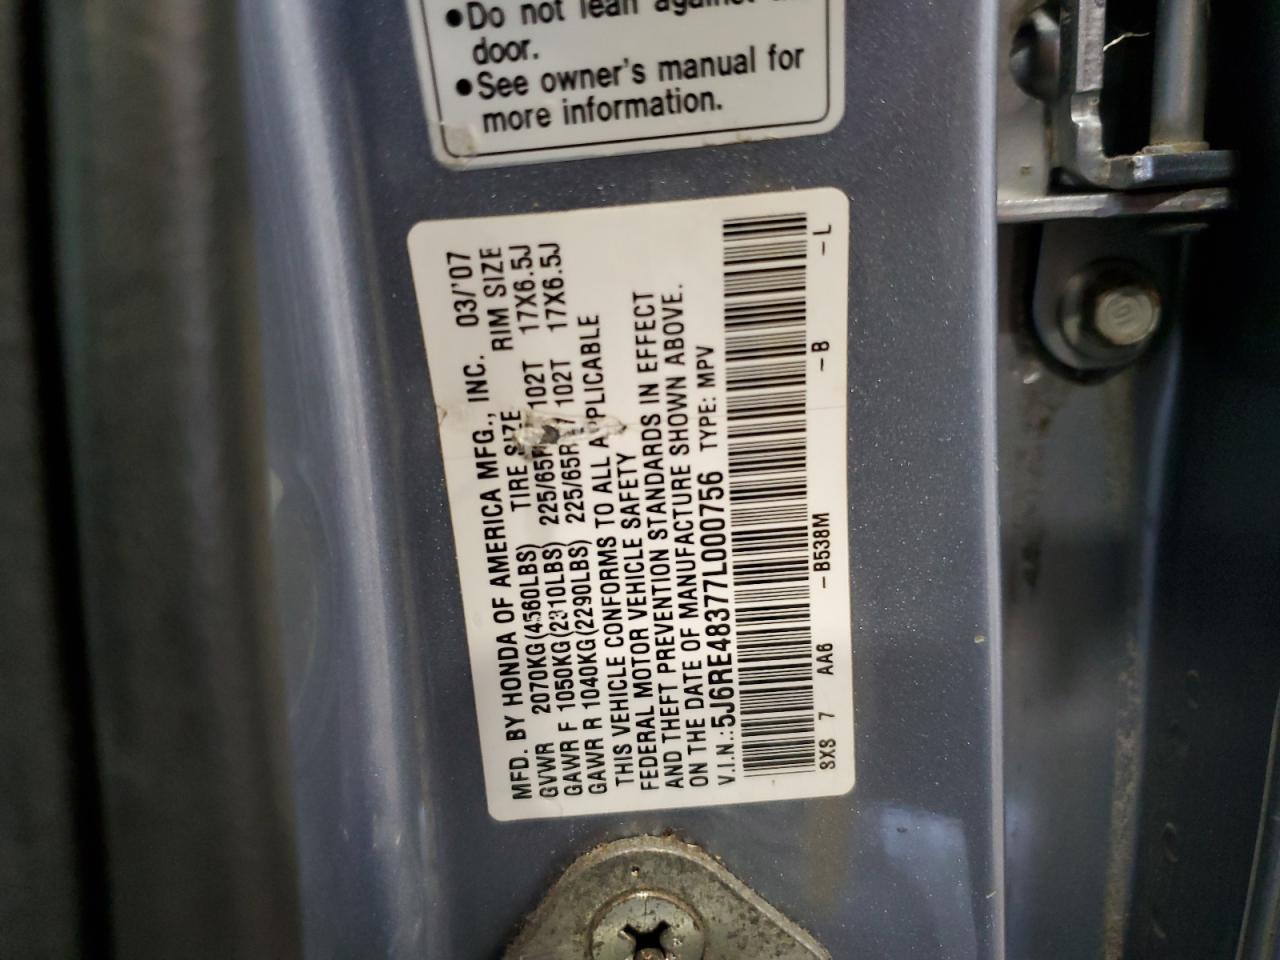 ●Do not lean against
door.
●See owner's manual for
more information.
MFD. BY HONDA OF AMERICA MFG., INC. 03/'07
GVWR 2070KG(4560LBS) TIRE SIZE RIM SIZE
GAWR F 1050KG(2310LBS) 225/65R17 102T 17X6.5J
GAWR R 1040KG(2290LBS) 225/65R17 102T 17X6.5J
THIS VEHICLE CONFORMS TO ALL APPLICABLE
FEDERAL MOTOR VEHICLE SAFETY
AND THEFT PREVENTION STANDARDS IN EFFECT
ON THE DATE OF MANUFACTURE SHOWN ABOVE.
V.I.N.:5J6RE48377L000756 TYPE: MPV
SXS 7 AA6 -B538M -B -L